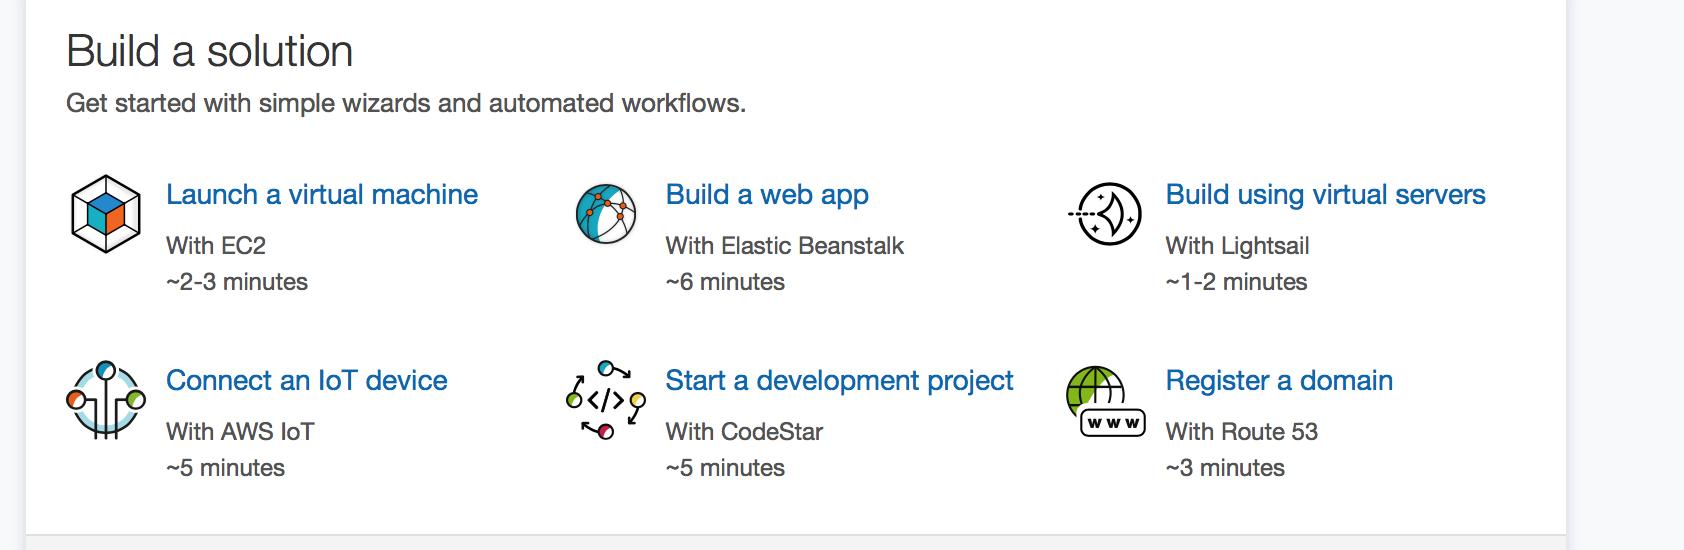 Build a solution
Get started with simple wizards and automated workflows.
Launch a virtual machine
With EC2
~2-3 minutes
Build a web app
With Elastic Beanstalk
~6 minutes
Build using virtual servers
With Lightsail
~1-2 minutes
Connect an IoT device
With AWS IoT
~5 minutes
</>
Start a development project
With CodeStar
~5 minutes
www
Register a domain
With Route 53
~3 minutes